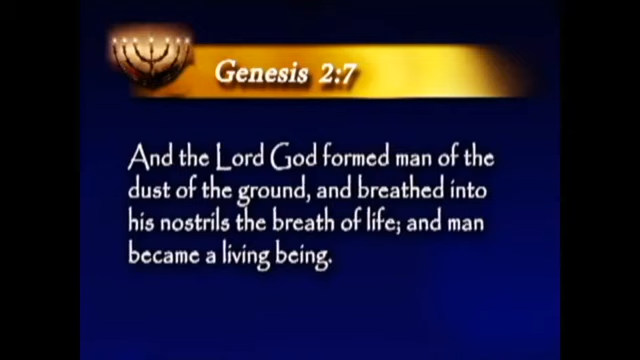 Genesis 2:7
And the Lord God formed man of the
dust of the ground, and breathed into
his nostrils the breath of life; and man
became a living being.